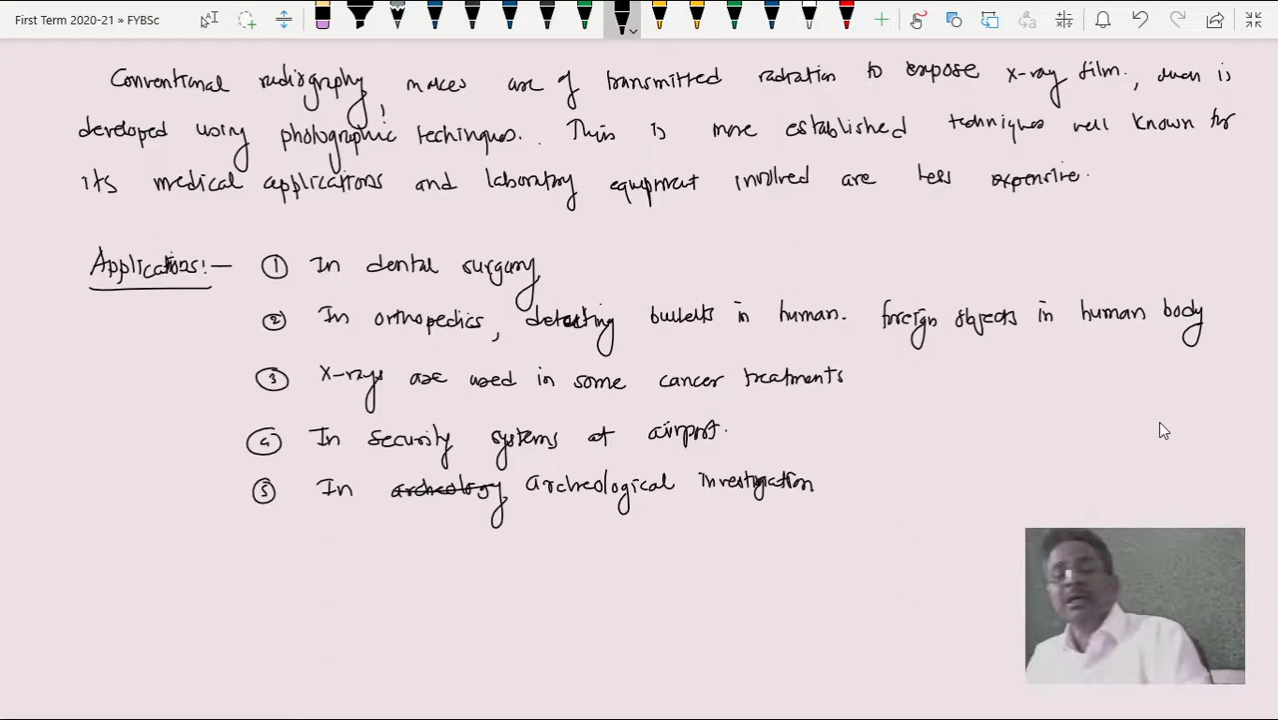 First Term 2020-21 » FYBSc
Conventional radiography, makes use of transmitted radiation to expose x-ray film., is
developed using photographic techinques. This is more established techniques well known for
its medical applications and laboratory equipment involved are less expensive.
Applications:— ① In dental surgery
② In orthopedics, detecting bullets in human. foreign objects in human body
③ X-rays are used in some cancer treatments
④ In security systems at airport.
⑤ In archeology archeological investigation